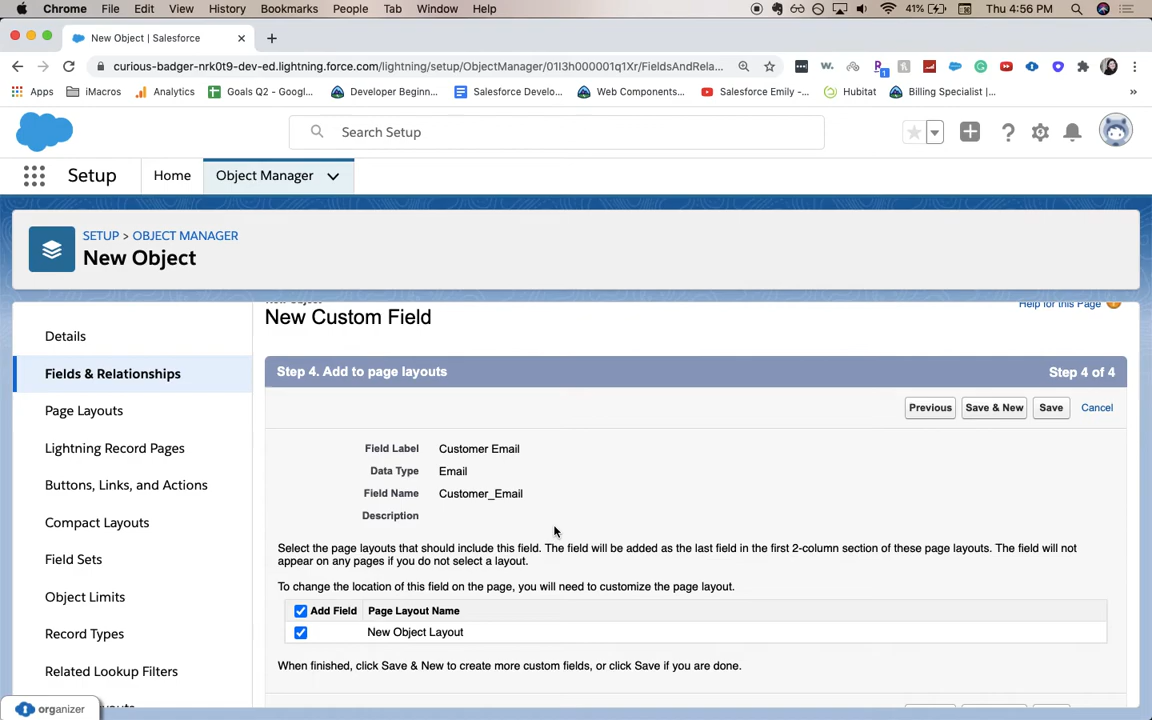 Chrome File Edit View History Bookmarks People Tab Window Help 41% Thu 4:56 PM
New Object | Salesforce
curious-badger-nrk0t9-dev-ed.lightning.force.com/lightning/setup/ObjectManager/01I3h000001q1Xr/FieldsAndRela...
Apps iMacros Analytics Goals Q2 - Googl... Developer Beginn... Salesforce Develo... Web Components... Salesforce Emily -... Hubitat Billing Specialist |... »
Search Setup
Setup Home Object Manager
SETUP > OBJECT MANAGER
New Object
Details
Fields & Relationships
Page Layouts
Lightning Record Pages
Buttons, Links, and Actions
Compact Layouts
Field Sets
Object Limits
Record Types
Related Lookup Filters
organizer
New Object
Help for this Page
New Custom Field
Step 4. Add to page layouts Step 4 of 4
Previous Save & New Save Cancel
Field Label Customer Email
Data Type Email
Field Name Customer_Email
Description
Select the page layouts that should include this field. The field will be added as the last field in the first 2-column section of these page layouts. The field will not
appear on any pages if you do not select a layout.
To change the location of this field on the page, you will need to customize the page layout.
Add Field Page Layout Name
New Object Layout
When finished, click Save & New to create more custom fields, or click Save if you are done.